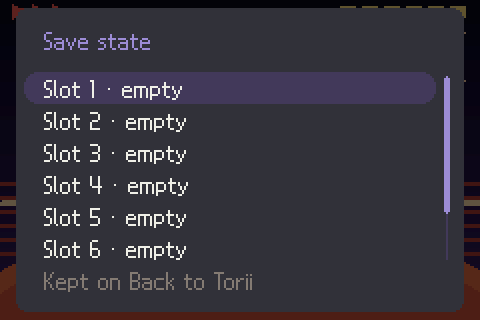 Save state
Slot 1 · empty
Slot 2 · empty
Slot 3 · empty
Slot 4 · empty
Slot 5 · empty
Slot 6 · empty
Kept on Back to Torii